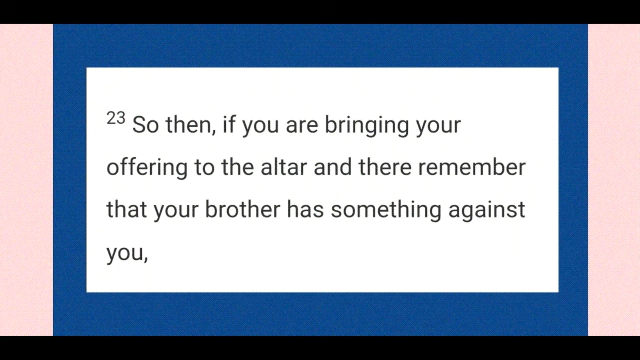 23 So then, if you are bringing your
offering to the altar and there remember
that your brother has something against
you,